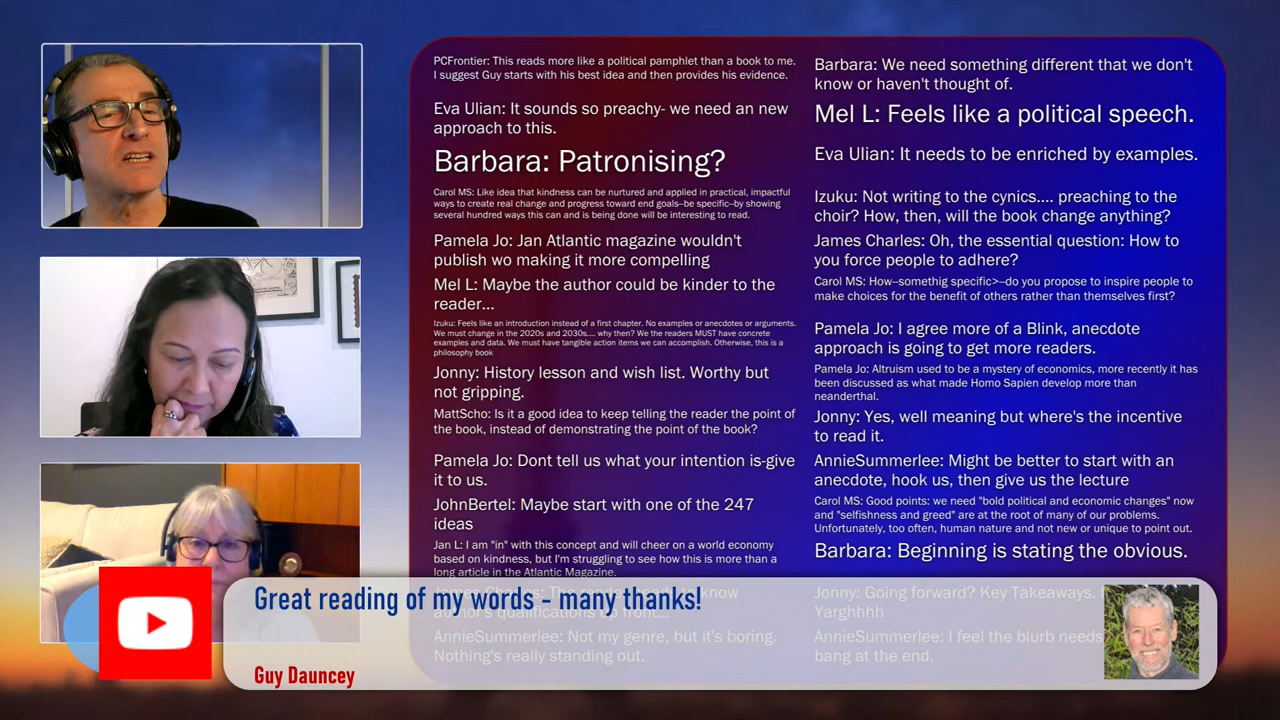 PCFrontier: This reads more like a political pamphlet than a book to me.
I suggest Guy starts with his best idea and then provides his evidence.
Eva Ulian: It sounds so preachy- we need an new
approach to this.
Barbara: Patronising?
Carol MS: Like idea that kindness can be nurtured and applied in practical, impactful
ways to create real change and progress toward end goals--be specific--by showing
several hundred ways this can and is being done will be interesting to read.
Pamela Jo: Jan Atlantic magazine wouldn't
publish wo making it more compelling
Mel L: Maybe the author could be kinder to the
reader...
Izuku: Feels like an introduction instead of a first chapter. No examples or anecdotes or arguments.
We must change in the 2020s and 2030s.... why then? We the readers MUST have concrete
examples and data. We must have tangible action items we can accomplish. Otherwise, this is a
philosophy book
Jonny: History lesson and wish list. Worthy but
not gripping.
MattScho: Is it a good idea to keep telling the reader the point of
the book, instead of demonstrating the point of the book?
Pamela Jo: Dont tell us what your intention is-give
it to us.
JohnBertel: Maybe start with one of the 247
ideas
Jan L: I am "in" with this concept and will cheer on a world economy
based on kindness, but I'm struggling to see how this is more than a
long article in the Atlantic Magazine.
James Charles: The reader needs to know
author's qualifications up front...
AnnieSummerlee: Not my genre, but it's boring.
Nothing's really standing out.
Barbara: We need something different that we don't
know or haven't thought of.
Mel L: Feels like a political speech.
Eva Ulian: It needs to be enriched by examples.
Izuku: Not writing to the cynics.... preaching to the
choir? How, then, will the book change anything?
James Charles: Oh, the essential question: How to
you force people to adhere?
Carol MS: How--somethig specific>--do you propose to inspire people to
make choices for the benefit of others rather than themselves first?
Pamela Jo: I agree more of a Blink, anecdote
approach is going to get more readers.
Pamela Jo: Altruism used to be a mystery of economics, more recently it has
been discussed as what made Homo Sapien develop more than
neanderthal.
Jonny: Yes, well meaning but where's the incentive
to read it.
AnnieSummerlee: Might be better to start with an
anecdote, hook us, then give us the lecture
Carol MS: Good points: we need "bold political and economic changes" now
and "selfishness and greed" are at the root of many of our problems.
Unfortunately, too often, human nature and not new or unique to point out.
Barbara: Beginning is stating the obvious.
Jonny: Going forward? Key Takeaways.
Yarghhhh
AnnieSummerlee: I feel the blurb needs
bang at the end.
Great reading of my words - many thanks!
Guy Dauncey